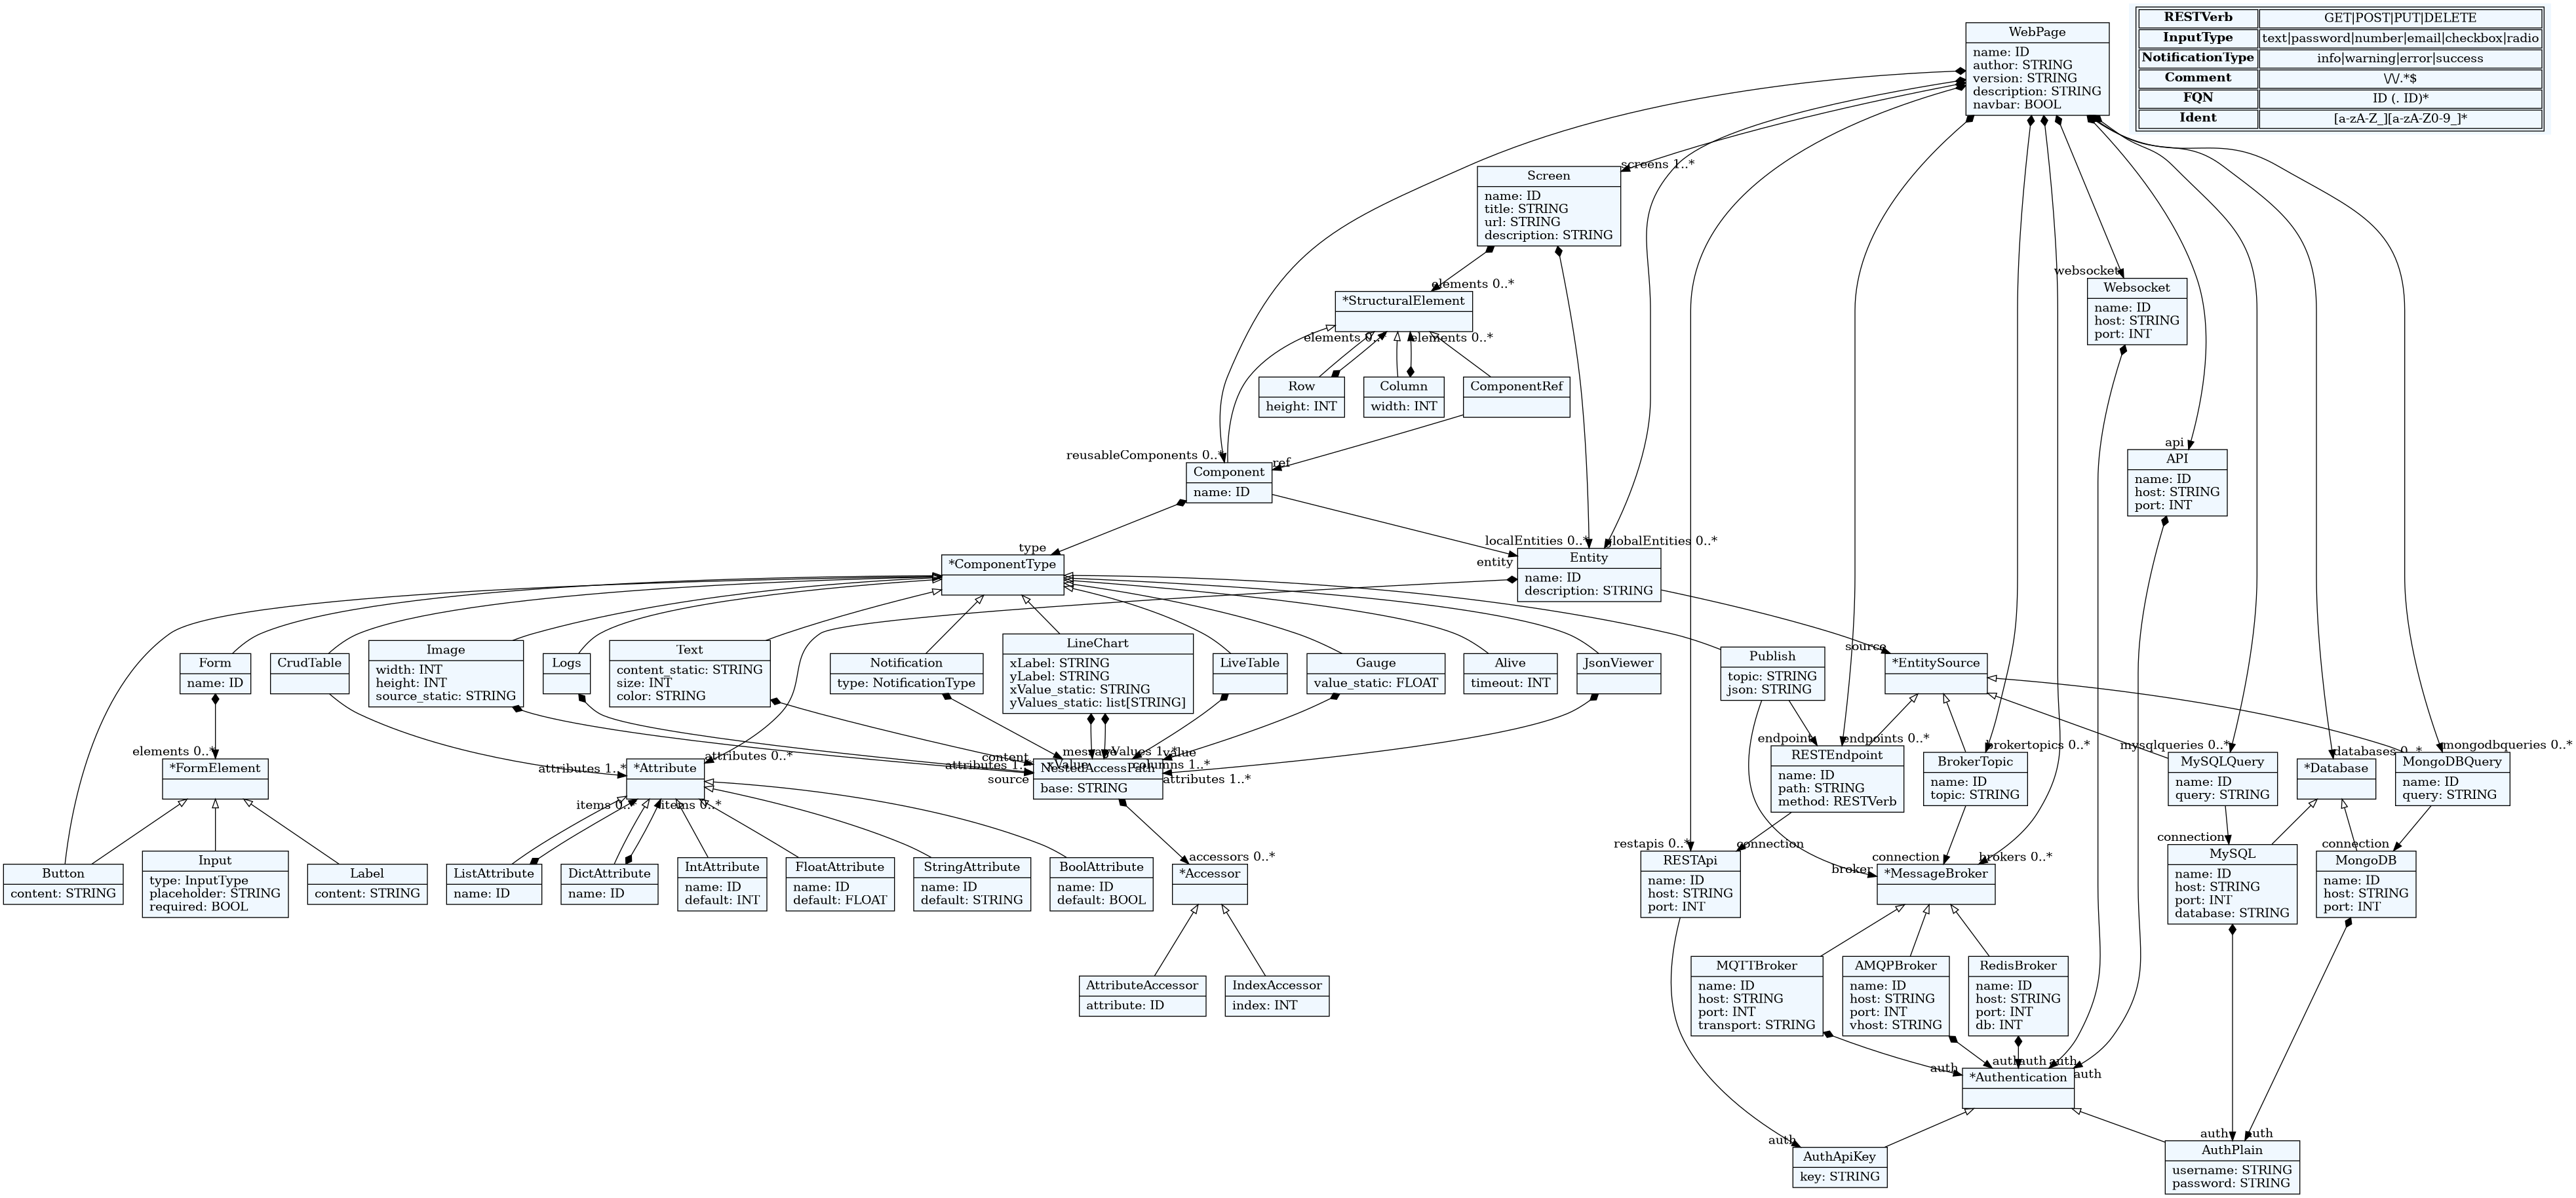 WebPage
name: ID
author: STRING
version: STRING
description: STRING
navbar: BOOL
RESTVerb GET|POST|PUT|DELETE
InputType text|password|number|email|checkbox|radio
NotificationType info|warning|error|success
Comment \/\/.*$
FQN ID (. ID)*
Ident [a-zA-Z_][a-zA-Z0-9_]*
screens 1..*
Screen
name: ID
title: STRING
url: STRING
description: STRING
websocket
Websocket
name: ID
host: STRING
port: INT
elements 0..*
*StructuralElement
elements 0..*
elements 0..*
Row
height: INT
Column
width: INT
ComponentRef
api
API
name: ID
host: STRING
port: INT
reusableComponents 0..*
ref
Component
name: ID
type
*ComponentType
localEntities 0..*
globalEntities 0..*
entity
Entity
name: ID
description: STRING
Form
name: ID
CrudTable
Image
width: INT
height: INT
source_static: STRING
Logs
Text
content_static: STRING
size: INT
color: STRING
Notification
type: NotificationType
LineChart
xLabel: STRING
yLabel: STRING
xValue_static: STRING
yValues_static: list[STRING]
LiveTable
Gauge
value_static: FLOAT
Alive
timeout: INT
JsonViewer
Publish
topic: STRING
json: STRING
source
*EntitySource
elements 0..*
*FormElement
attributes 1..*
attributes 0..*
*Attribute
items 0..*
items 0..*
content
message
yValues 1..*
value
attributes 1..*
xValue
columns 1..*
source
attributes 1..*
NestedAccessPath
base: STRING
endpoint
endpoints 0..*
RESTEndpoint
name: ID
path: STRING
method: RESTVerb
brokertopics 0..*
BrokerTopic
name: ID
topic: STRING
mysqlqueries 0..*
MySQLQuery
name: ID
query: STRING
databases 0..*
*Database
mongodbqueries 0..*
MongoDBQuery
name: ID
query: STRING
Button
content: STRING
Input
type: InputType
placeholder: STRING
required: BOOL
Label
content: STRING
ListAttribute
name: ID
DictAttribute
name: ID
IntAttribute
name: ID
default: INT
FloatAttribute
name: ID
default: FLOAT
StringAttribute
name: ID
default: STRING
BoolAttribute
name: ID
default: BOOL
accessors 0..*
*Accessor
restapis 0..*
connection
RESTApi
name: ID
host: STRING
port: INT
broker
connection
brokers 0..*
*MessageBroker
connection
MySQL
name: ID
host: STRING
port: INT
database: STRING
connection
MongoDB
name: ID
host: STRING
port: INT
AttributeAccessor
attribute: ID
IndexAccessor
index: INT
MQTTBroker
name: ID
host: STRING
port: INT
transport: STRING
AMQPBroker
name: ID
host: STRING
port: INT
vhost: STRING
RedisBroker
name: ID
host: STRING
port: INT
db: INT
auth
auth
auth
auth
auth
*Authentication
auth
AuthApiKey
key: STRING
auth
auth
AuthPlain
username: STRING
password: STRING